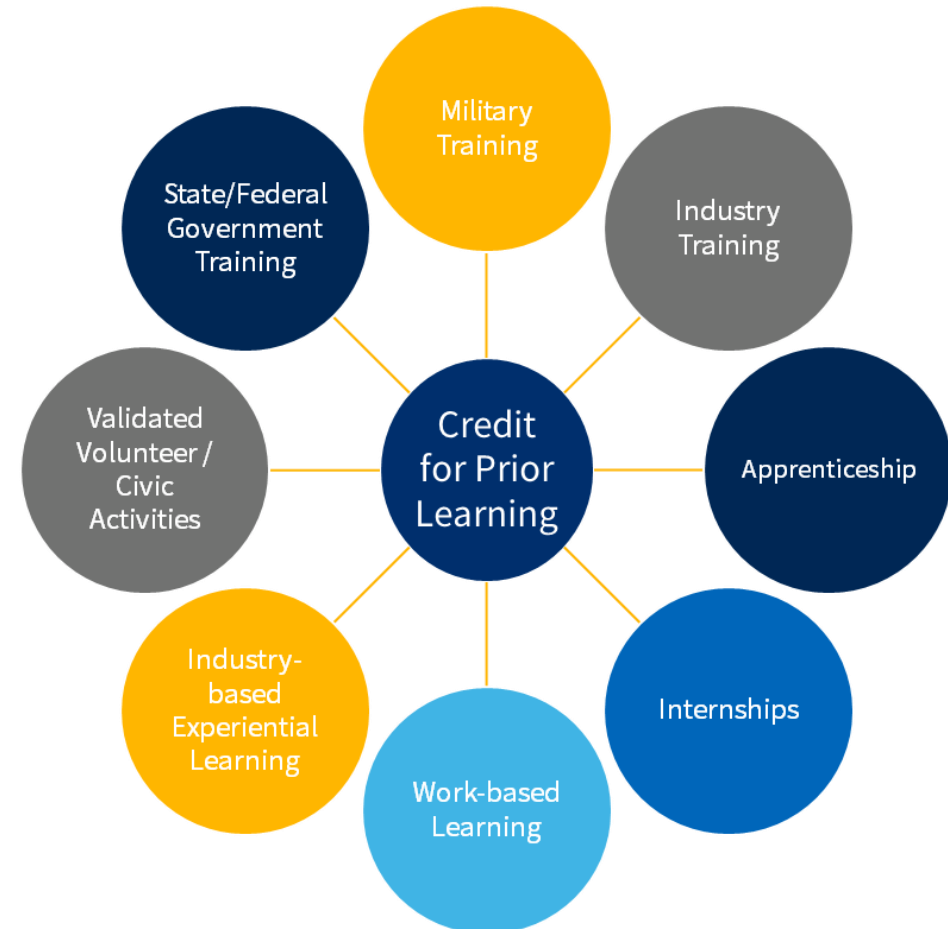 Military
Training
Industry
Training
Apprenticeship
Internships
Work-based
Learning
Industry-
based
Experiential
Learning
Validated
Volunteer /
Civic
Activities
State/Federal
Government
Training
Credit
for Prior
Learning